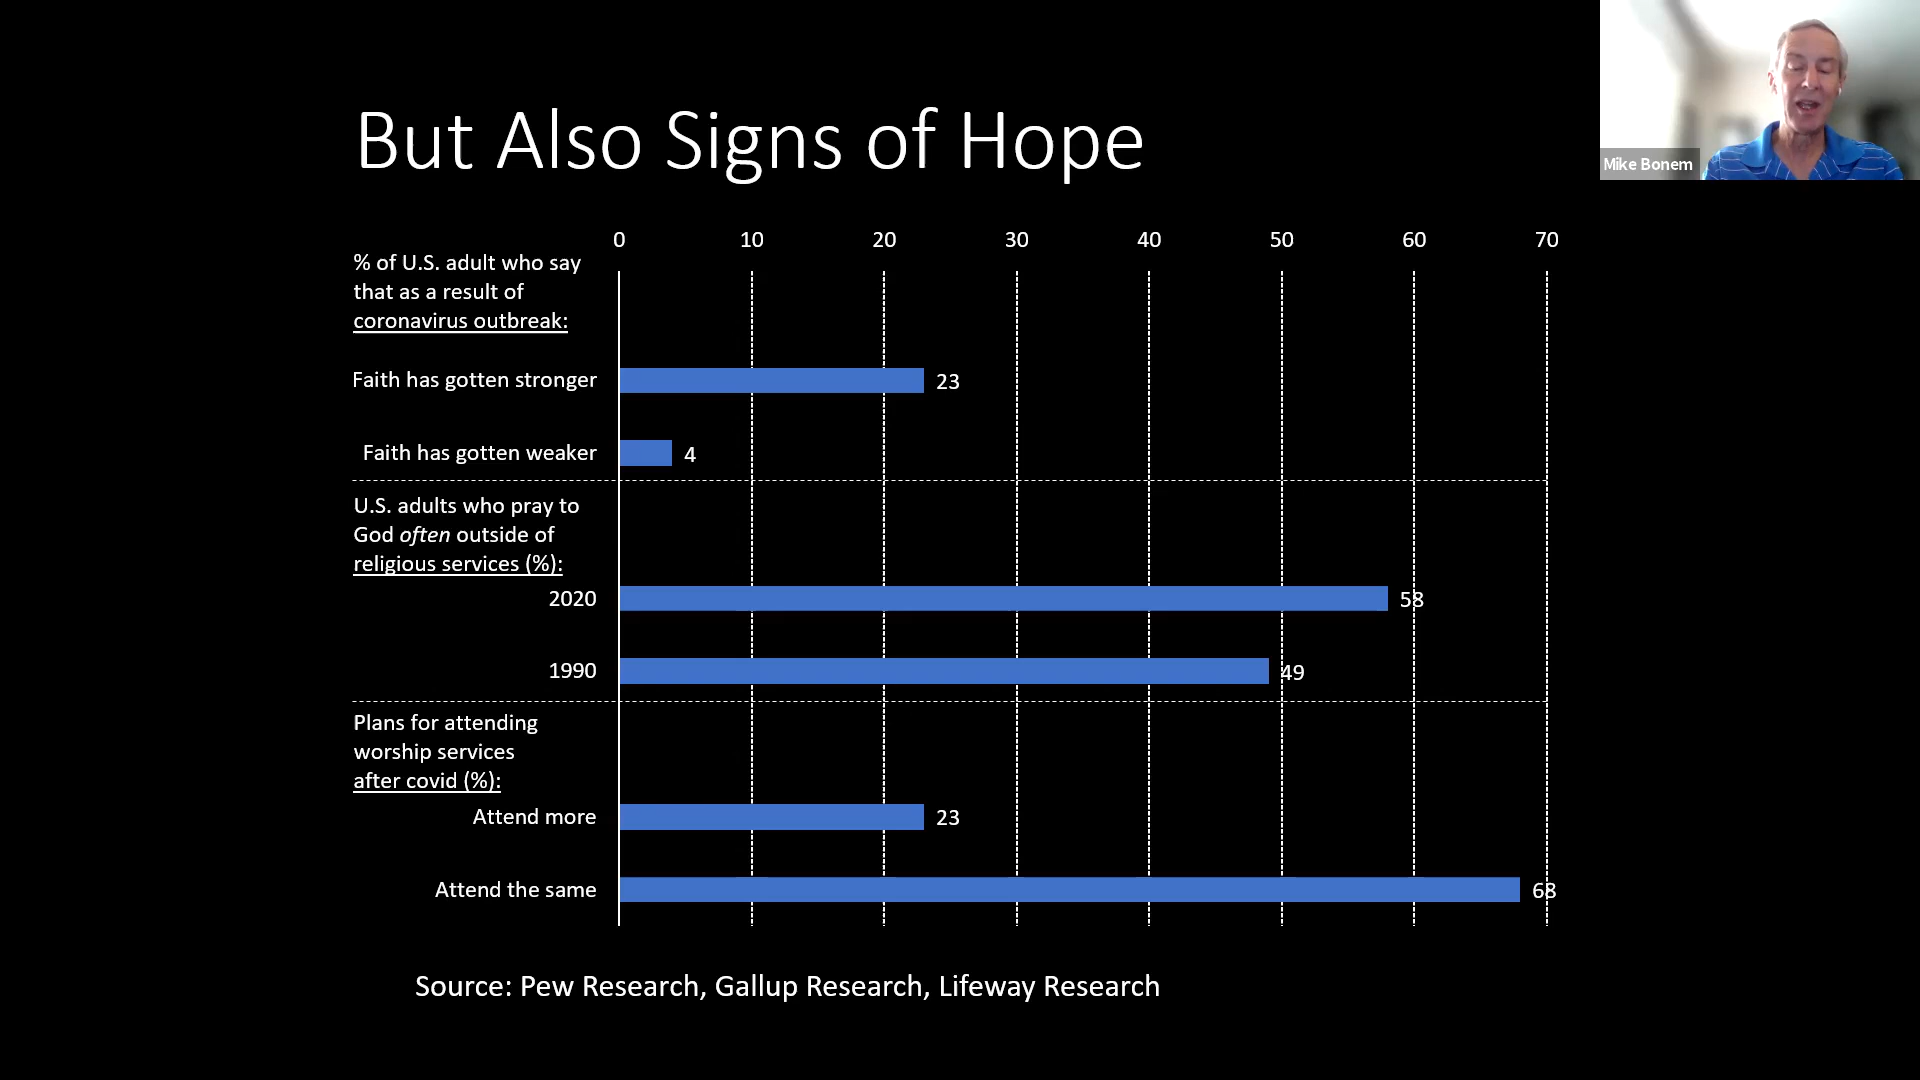 But Also Signs of Hope
Mike Bonem
0 10 20 30 40 50 60 70
% of U.S. adult who say
that as a result of
coronavirus outbreak:
Faith has gotten stronger 23
Faith has gotten weaker 4
U.S. adults who pray to
God often outside of
religious services (%):
2020 58
1990 49
Plans for attending
worship services
after covid (%):
Attend more 23
Attend the same 68
Source: Pew Research, Gallup Research, Lifeway Research